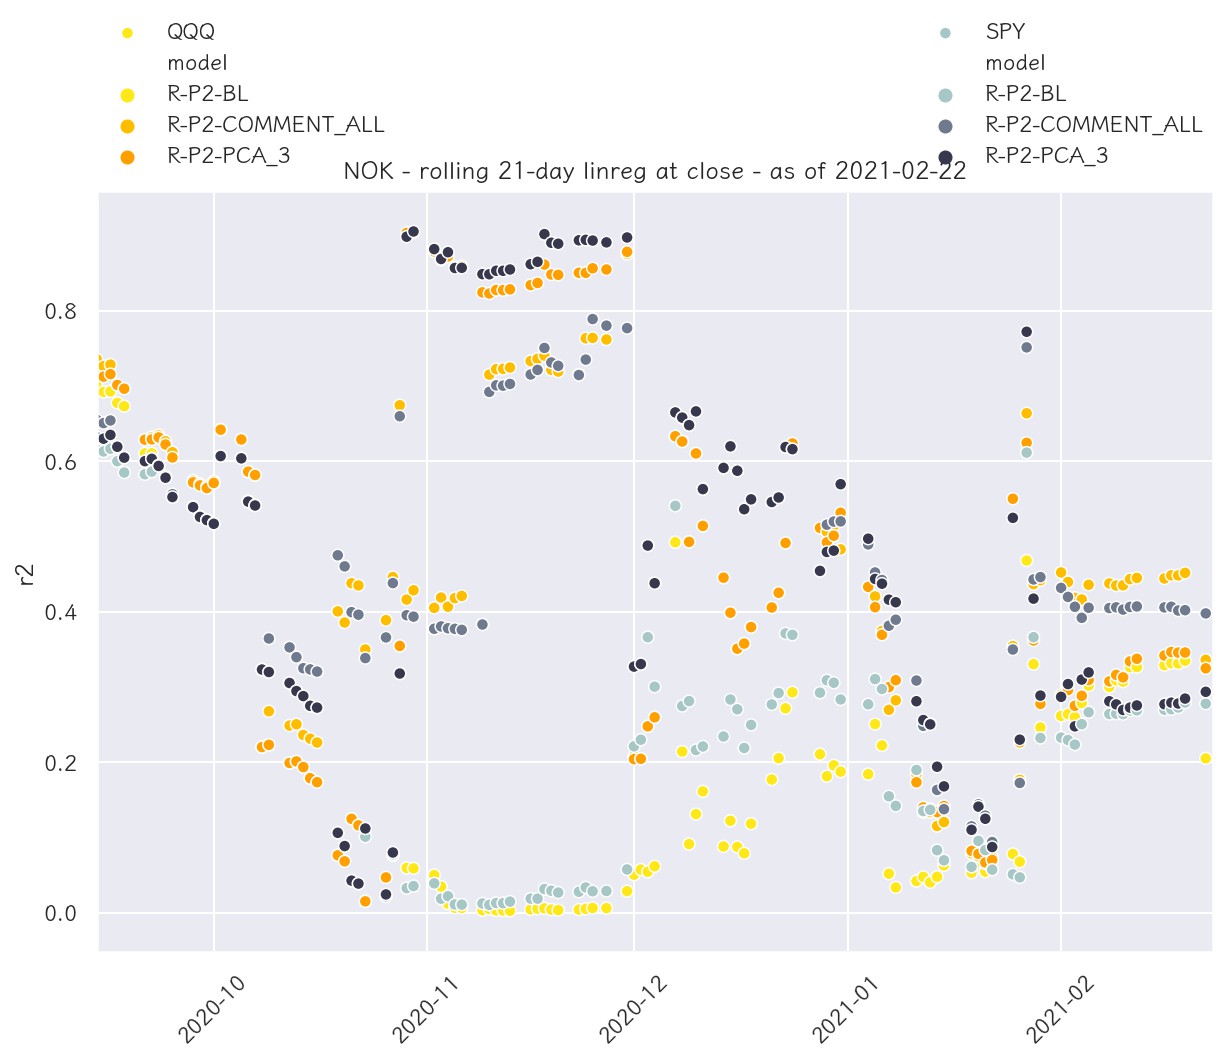 QQQ
model
R-P2-BL
R-P2-COMMENT_ALL
R-P2-PCA_3
SPY
model
R-P2-BL
R-P2-COMMENT_ALL
R-P2-PCA_3
NOK - rolling 21-day linreg at close - as of 2021-02-22
r2
0.8
0.6
0.4
0.2
0.0
2020-10
2020-11
2020-12
2021-01
2021-02